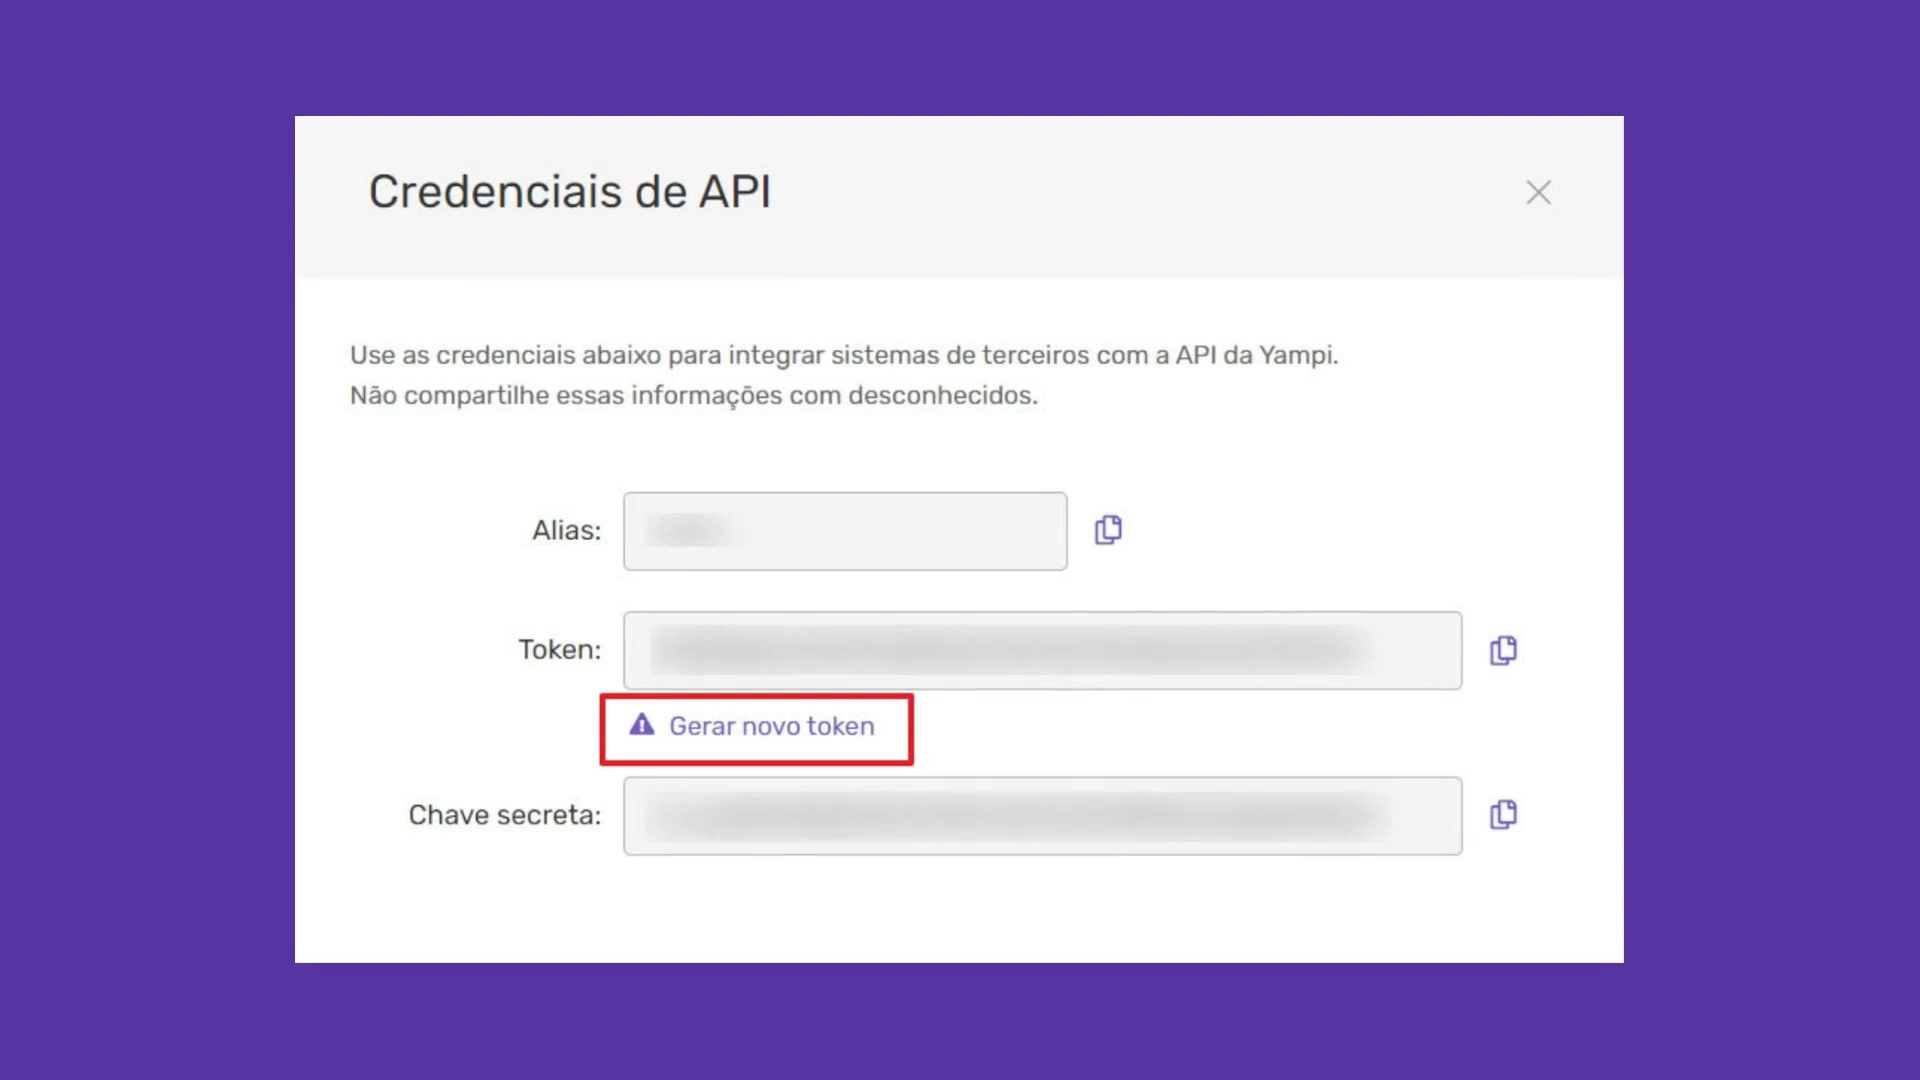 Credenciais de API
Use as credenciais abaixo para integrar sistemas de terceiros com a API da Yampi.
Não compartilhe essas informações com desconhecidos.
Alias:
Token:
Gerar novo token
Chave secreta: